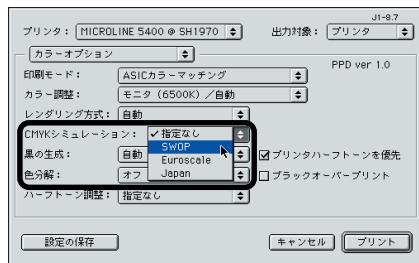 J1-8.7
プリンタ： MICROLINE 5400 @ SH1970 出力対象： プリンタ
カラーオプション
PPD ver 1.0
印刷モード： ASICカラーマッチング
カラー調整： モニタ（6500K）／自動
レンダリング方式： 自動
CMYKシミュレーション： ✓指定なし
SWOP
黒の生成： 自動 プリンタハーフトーンを優先
Euroscale
色分解： オフ Japan ブラックオーバープリント
ハーフトーン調整： 指定なし
設定の保存 キャンセル プリント